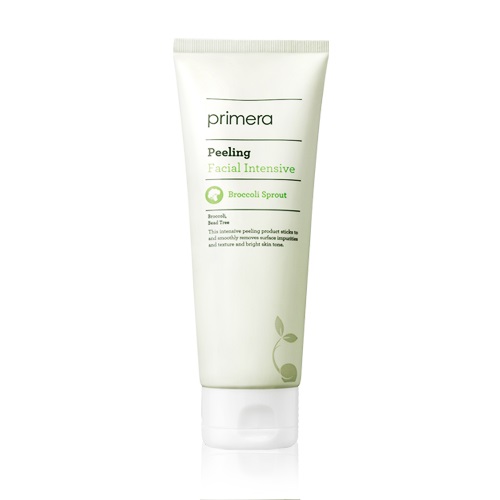 primera
Peeling
Facial Intensive
Broccoli Sprout
Broccoli,
Bead Tree
This intensive peeling product sticks to
and smoothly removes surface impurities
and texture and bright skin tone.